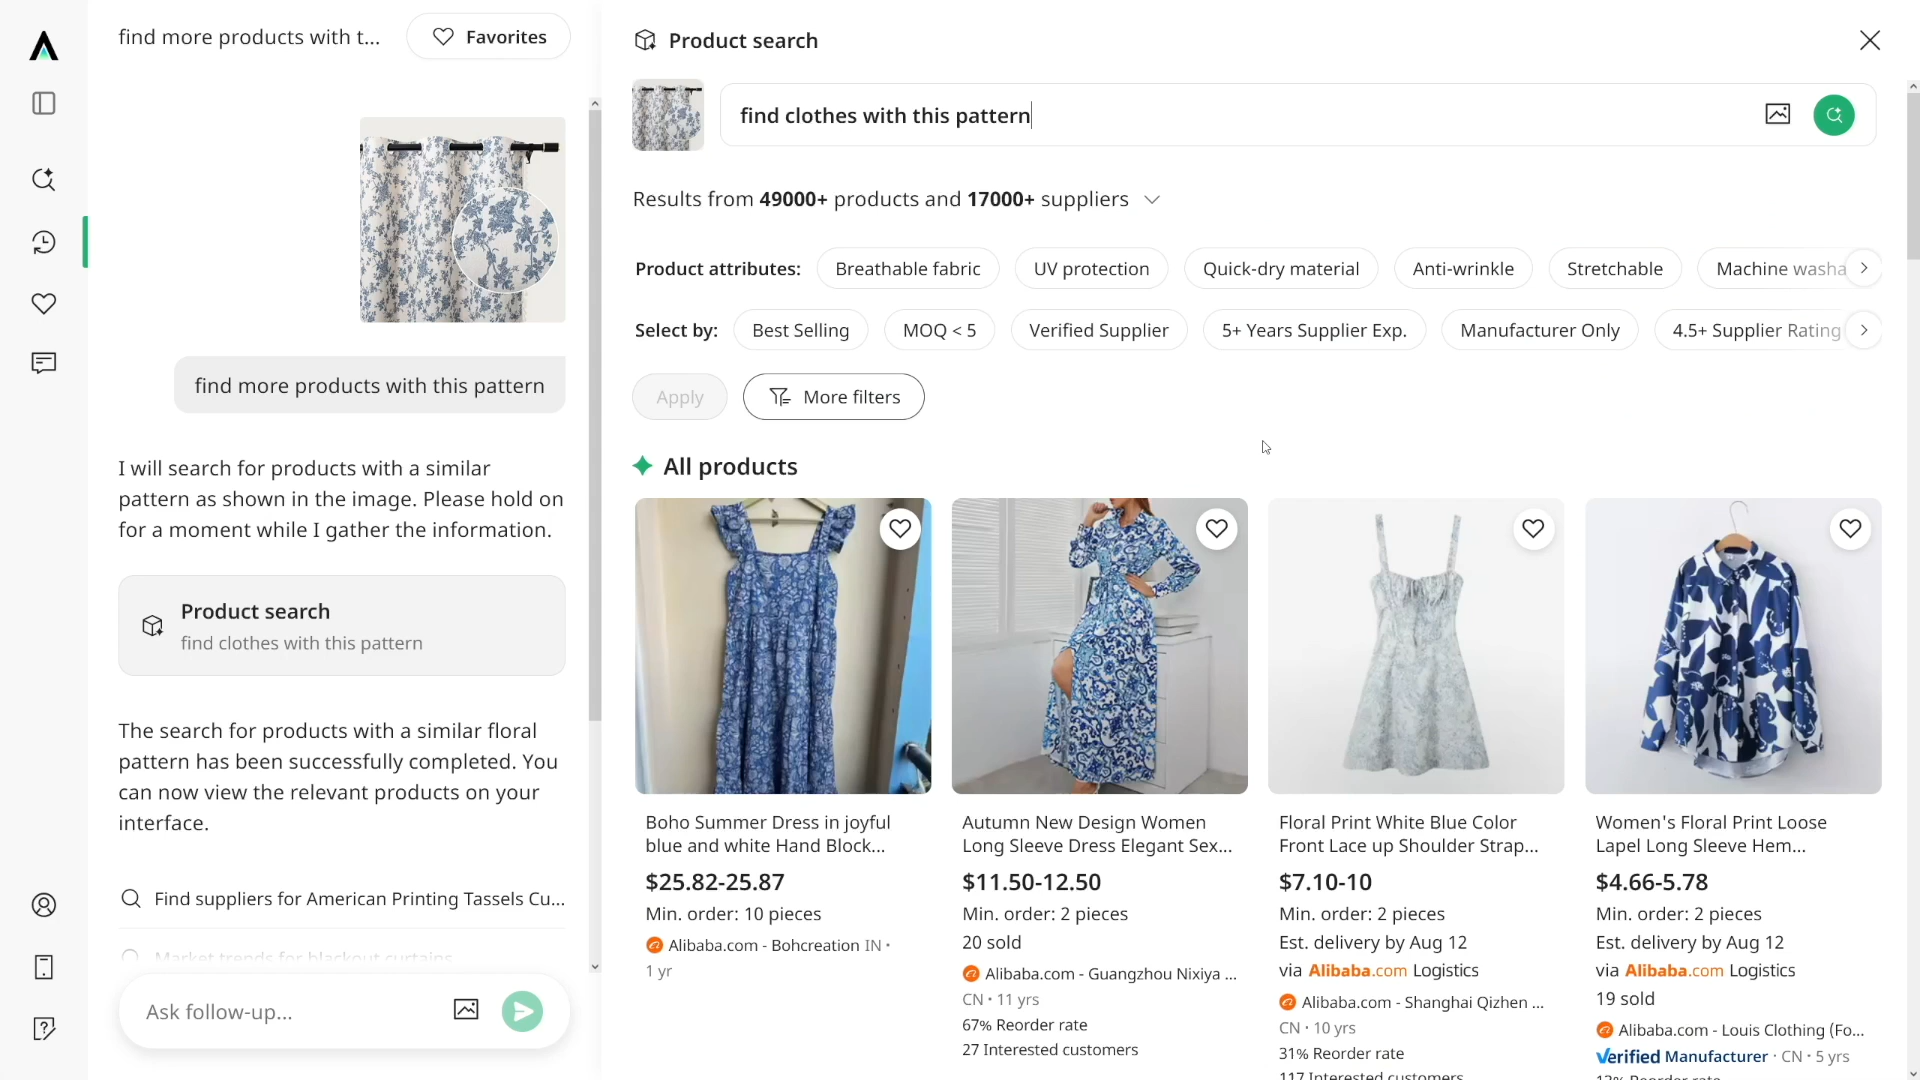 find more products with t...
Favorites
find more products with this pattern
I will search for products with a similar
pattern as shown in the image. Please hold on
for a moment while I gather the information.
Product search
find clothes with this pattern
The search for products with a similar floral
pattern has been successfully completed. You
can now view the relevant products on your
interface.
Find suppliers for American Printing Tassels Cu...
Market trends for blackout curtains
Ask follow-up...
Product search
find clothes with this pattern
Results from 49000+ products and 17000+ suppliers
Product attributes: Breathable fabric UV protection Quick-dry material Anti-wrinkle Stretchable Machine washa
Select by: Best Selling MOQ < 5 Verified Supplier 5+ Years Supplier Exp. Manufacturer Only 4.5+ Supplier Rating
Apply More filters
All products
Boho Summer Dress in joyful
blue and white Hand Block...
$25.82-25.87
Min. order: 10 pieces
Alibaba.com - Bohcreation IN •
1 yr
Autumn New Design Women
Long Sleeve Dress Elegant Sex...
$11.50-12.50
Min. order: 2 pieces
20 sold
Alibaba.com - Guangzhou Nixiya ...
CN • 11 yrs
67% Reorder rate
27 Interested customers
Floral Print White Blue Color
Front Lace up Shoulder Strap...
$7.10-10
Min. order: 2 pieces
Est. delivery by Aug 12
via Alibaba.com Logistics
Alibaba.com - Shanghai Qizhen ...
CN • 10 yrs
31% Reorder rate
117 Interested customers
Women's Floral Print Loose
Lapel Long Sleeve Hem...
$4.66-5.78
Min. order: 2 pieces
Est. delivery by Aug 12
via Alibaba.com Logistics
19 sold
Alibaba.com - Louis Clothing (Fo...
Verified Manufacturer · CN • 5 yrs
Reorder rate